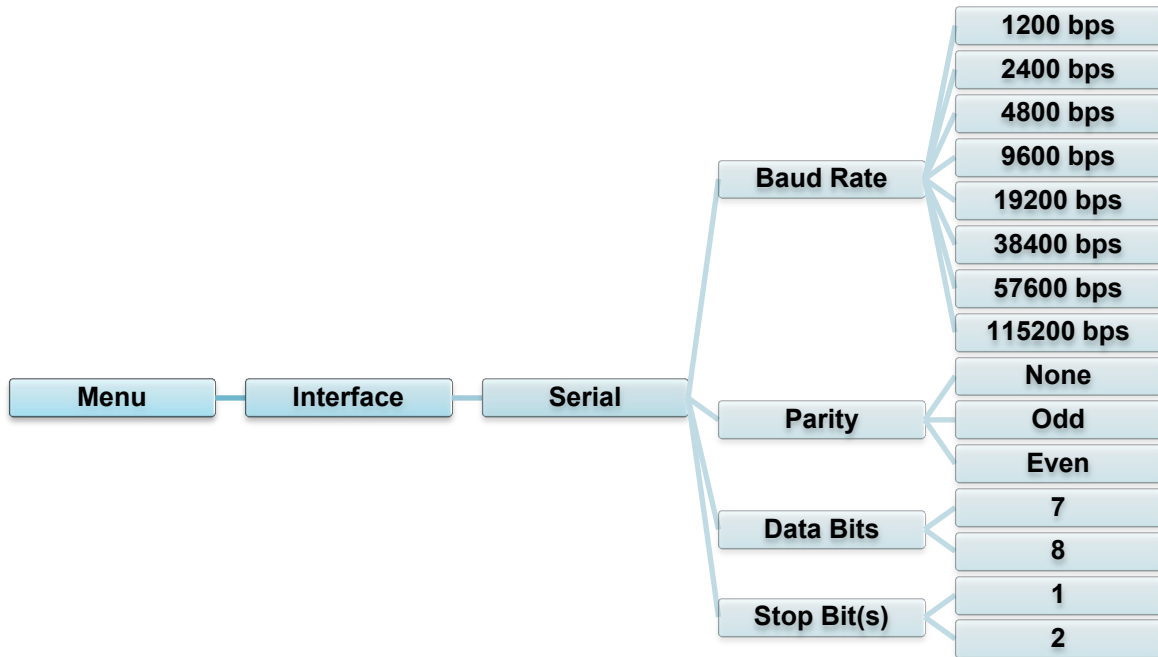 Menu
Interface
Serial
Baud Rate
1200 bps
2400 bps
4800 bps
9600 bps
19200 bps
38400 bps
57600 bps
115200 bps
Parity
None
Odd
Even
Data Bits
7
8
Stop Bit(s)
1
2